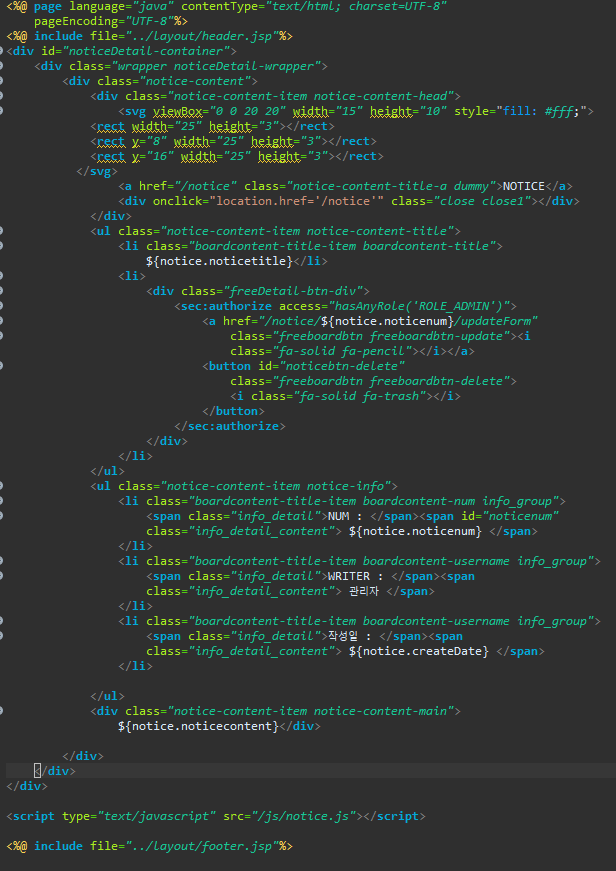 <%@ page language="java" contentType="text/html; charset=UTF-8"
    pageEncoding="UTF-8"%>
<%@ include file="../layout/header.jsp"%>
<div id="noticeDetail-container">
    <div class="wrapper noticeDetail-wrapper">
        <div class="notice-content">
            <div class="notice-content-item notice-content-head">
                <svg viewBox="0 0 20 20" width="15" height="10" style="fill: #fff;">
            <rect width="25" height="3"></rect>
            <rect y="8" width="25" height="3"></rect>
            <rect y="16" width="25" height="3"></rect>
          </svg>
                <a href="/notice" class="notice-content-title-a dummy">NOTICE</a>
                <div onclick="location.href='/notice'" class="close close1"></div>
            </div>
            <ul class="notice-content-item notice-content-title">
                <li class="boardcontent-title-item boardcontent-title">
                    ${notice.noticetitle}</li>
                <li>
                    <div class="freeDetail-btn-div">
                        <sec:authorize access="hasAnyRole('ROLE_ADMIN')">
                            <a href="/notice/${notice.noticenum}/updateForm"
                                class="freeboardbtn freeboardbtn-update"><i
                                class="fa-solid fa-pencil"></i></a>
                            <button id="noticebtn-delete"
                                class="freeboardbtn freeboardbtn-delete">
                                <i class="fa-solid fa-trash"></i>
                            </button>
                        </sec:authorize>
                    </div>
                </li>
            </ul>
            <ul class="notice-content-item notice-info">
                <li class="boardcontent-title-item boardcontent-num info_group">
                    <span class="info_detail">NUM : </span><span id="noticenum"
                    class="info_detail_content"> ${notice.noticenum} </span>
                </li>
                <li class="boardcontent-title-item boardcontent-username info_group">
                    <span class="info_detail">WRITER : </span><span
                    class="info_detail_content"> 관리자 </span>
                </li>
                <li class="boardcontent-title-item boardcontent-username info_group">
                    <span class="info_detail">작성일 : </span><span
                    class="info_detail_content"> ${notice.createDate} </span>
                </li>

            </ul>
            <div class="notice-content-item notice-content-main">
                ${notice.noticecontent}</div>

        </div>
    </div>
</div>

<script type="text/javascript" src="/js/notice.js"></script>

<%@ include file="../layout/footer.jsp"%>